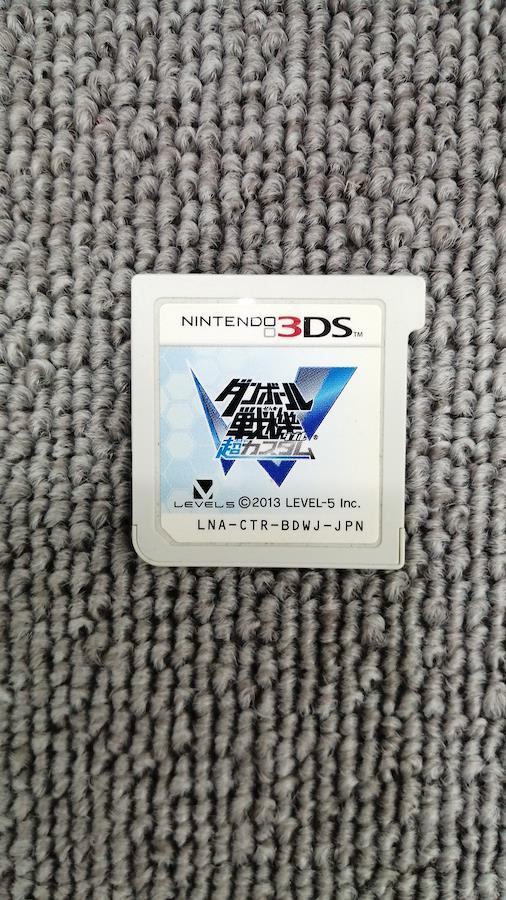 NINTENDO 3DS™
ダンボール
戦機
超カスタム®
LEVEL5 ©2013 LEVEL-5 Inc.
LNA-CTR-BDWJ-JPN